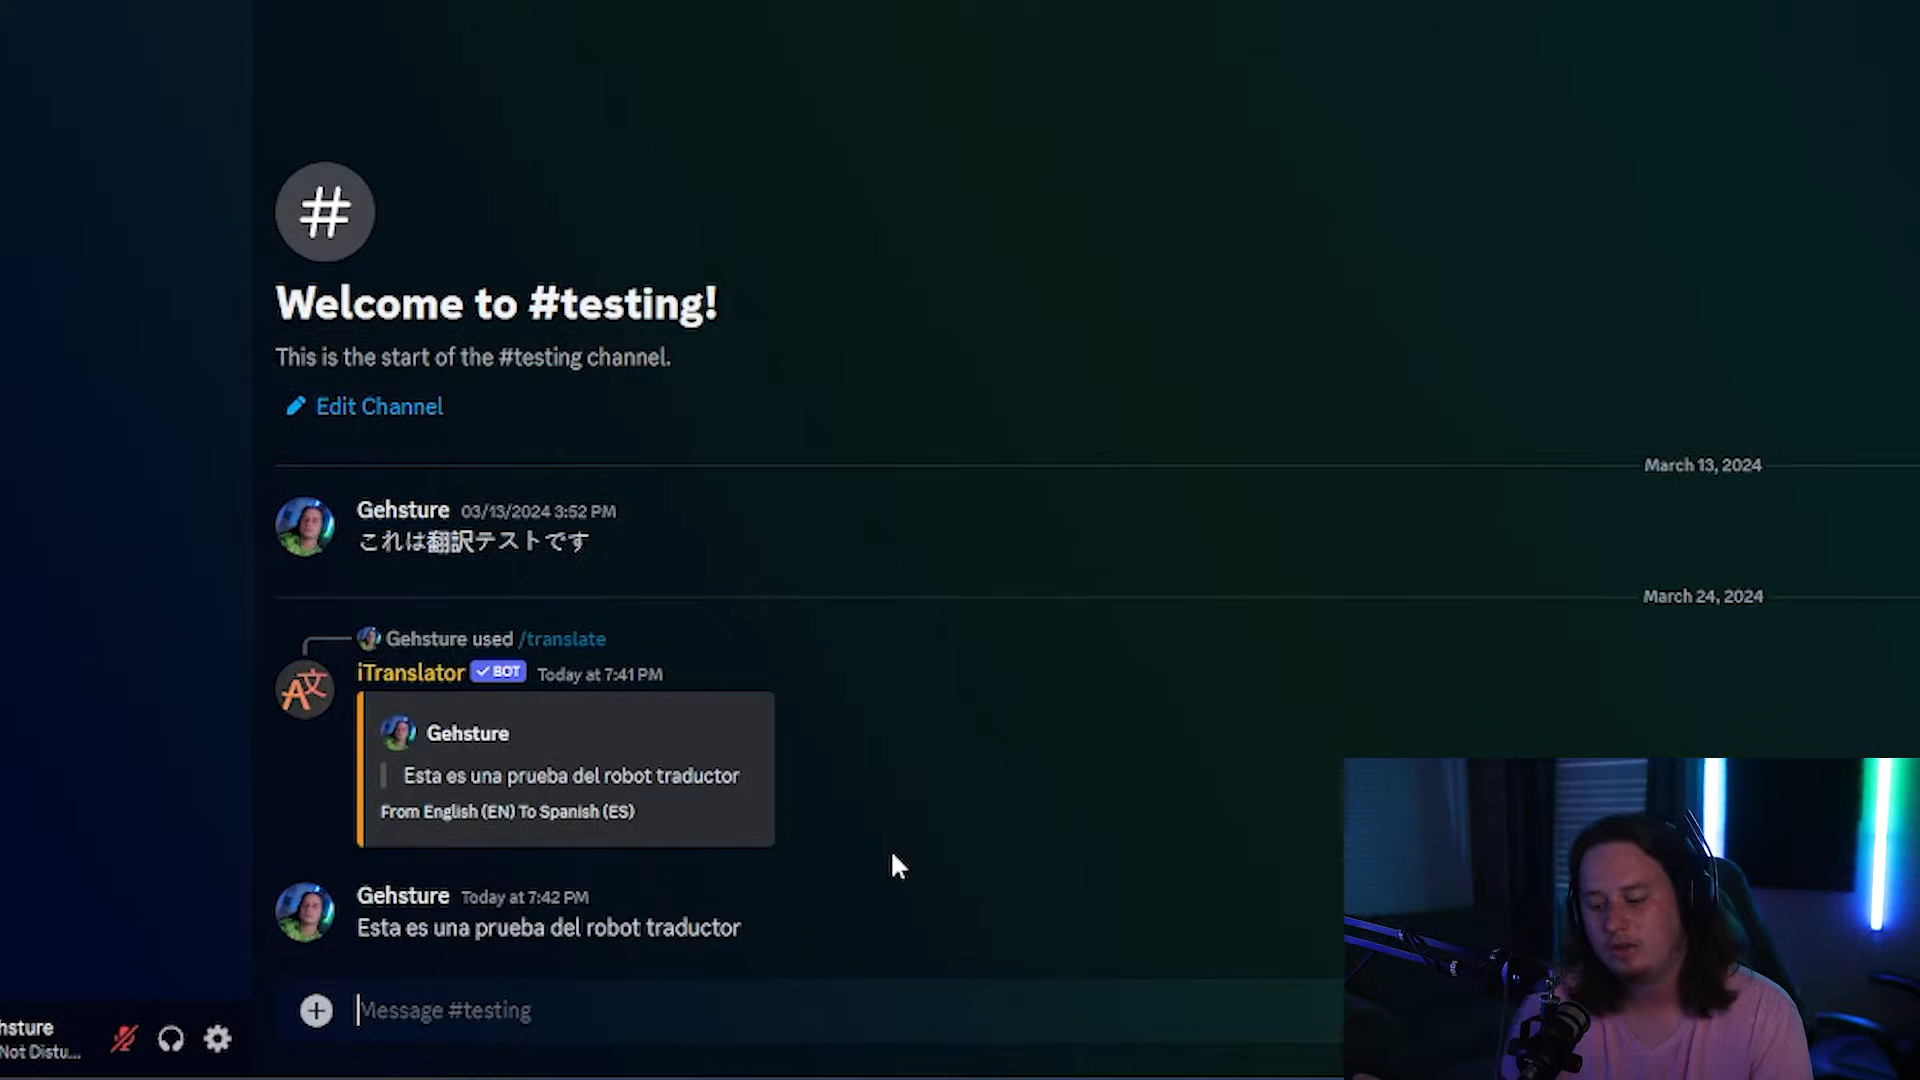 Welcome to #testing!
This is the start of the #testing channel.
Edit Channel
March 13, 2024
Gehsture 03/13/2024 3:52 PM
これは翻訳テストです
March 24, 2024
Gehsture used /translate
iTranslator ✓ BOT Today at 7:41 PM
Gehsture
Esta es una prueba del robot traductor
From English (EN) To Spanish (ES)
Gehsture Today at 7:42 PM
Esta es una prueba del robot traductor
Message #testing
hsture
Not Distu...